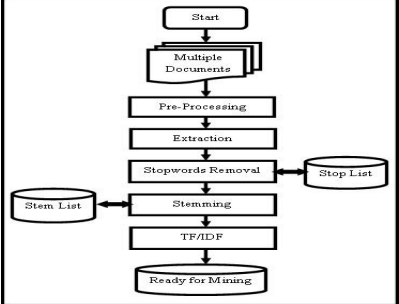 Start
Multiple
Documents
Pre-Processing
Extraction
Stopwords Removal
Stop List
Stem List
Stemming
TF/IDF
Ready for Mining